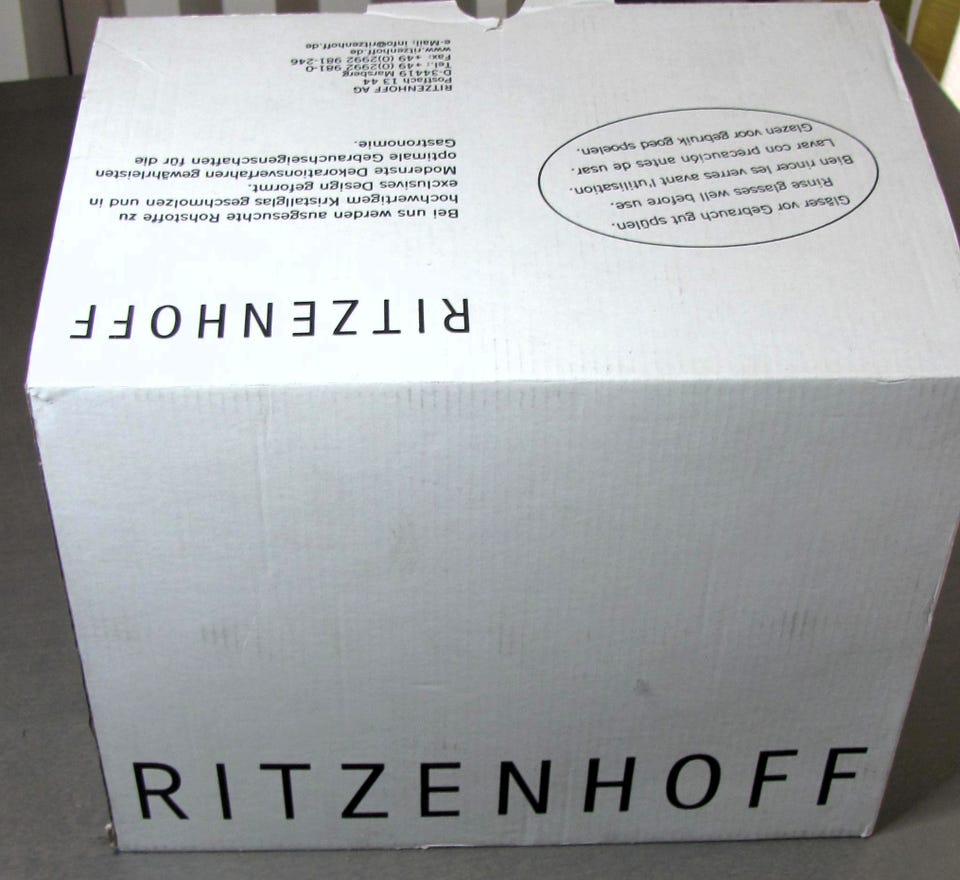 RITZENHOFF
Bei uns werden ausgesuchte Rohstoffe zu
hochwertigem Kristallglas geschmolzen und in
exclusives Design geformt.
Modernste Dekorationsverfahren gewährleisten
optimale Gebrauchseigenschaften für die
Gastronomie.
RITZENHOFF AG
Postfach 13 44
D-34419 Marsberg
Tel.: +49 (0)2992 981-0
Fax: +49 (0)2992 981-246
www.ritzenhoff.de
e-Mail: info@ritzenhoff.de
Gläser vor Gebrauch gut spülen.
Rinse glasses well before use.
Bien rincer les verres avant l'utilisation.
Lavar con precaución antes de usar.
Glazen voor gebruik goed spoelen.
RITZENHOFF